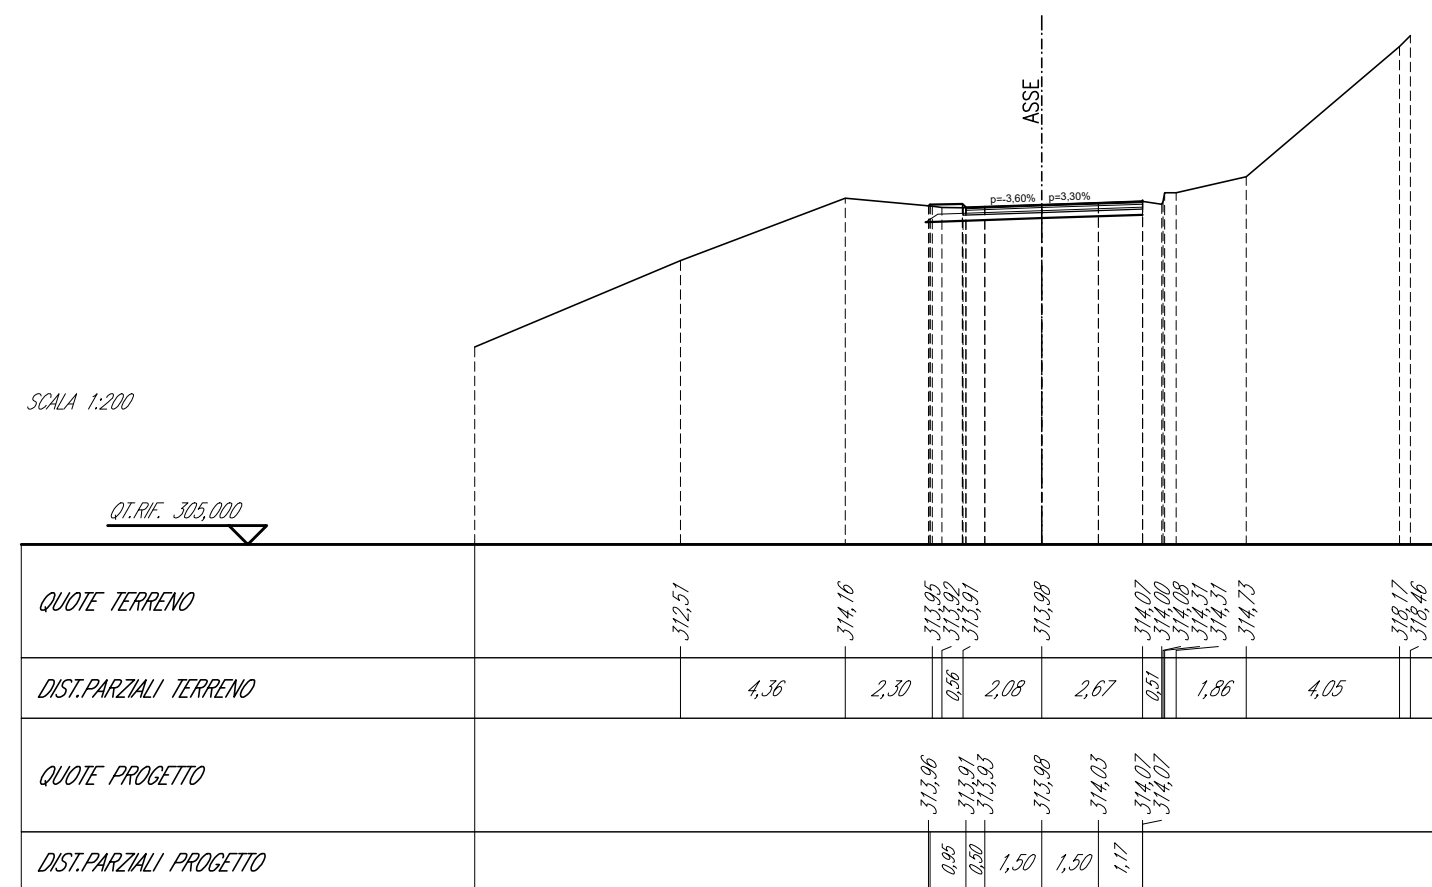 ASSE
p=-3,60% p=3,30%
SCALA 1:200
QT.RIF. 305,000
QUOTE TERRENO 312,51 314,16 313,95 313,92 313,91 313,98 314,07 314,00 314,08 314,31 314,31 314,73 318,17 318,46
DIST.PARZIALI TERRENO 4,36 2,30 0,56 2,08 2,67 0,51 1,86 4,05
QUOTE PROGETTO 313,96 313,91 313,93 313,98 314,03 314,07 314,07
DIST.PARZIALI PROGETTO 0,95 0,50 1,50 1,50 1,17